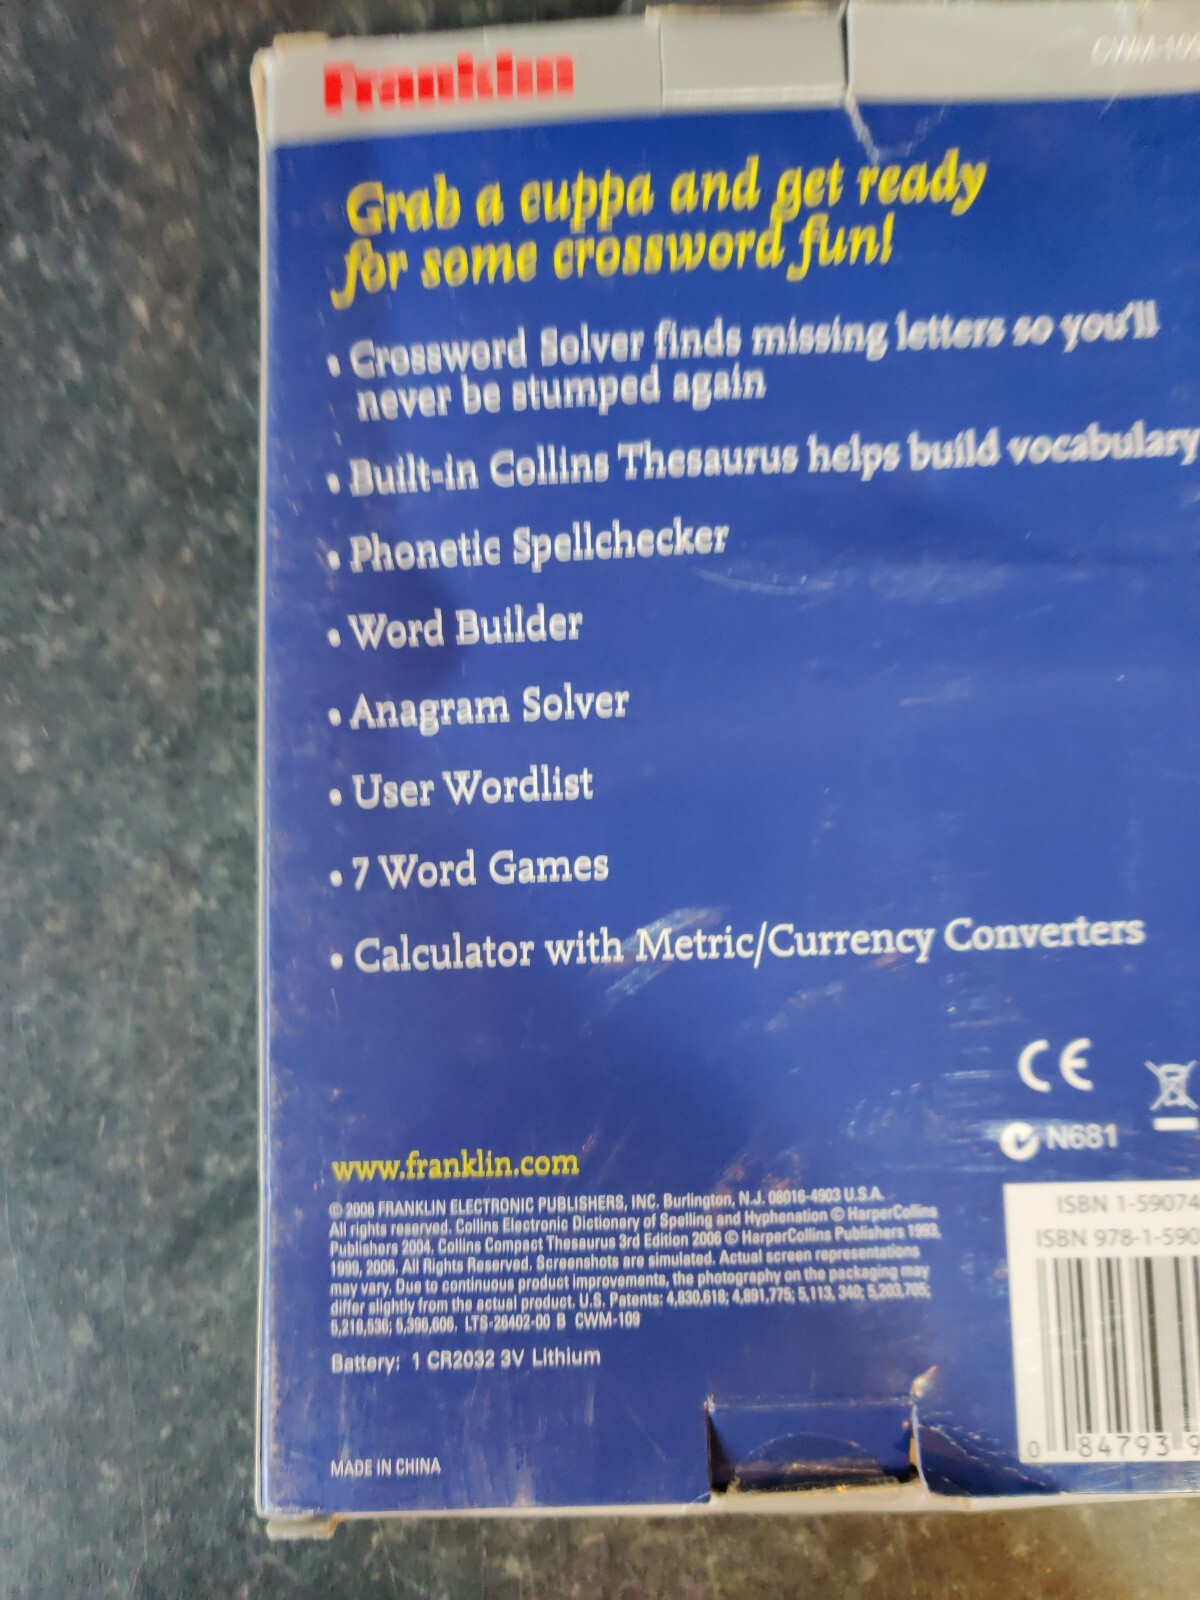 Franklin
CWM-109
Grab a cuppa and get ready
for some crossword fun!
• Crossword Solver finds missing letters so you'll
never be stumped again
• Built-in Collins Thesaurus helps build vocabulary
• Phonetic Spellchecker
• Word Builder
• Anagram Solver
• User Wordlist
• 7 Word Games
• Calculator with Metric/Currency Converters
CE
N681
www.franklin.com
© 2006 FRANKLIN ELECTRONIC PUBLISHERS, INC. Burlington, N.J. 08016-4903 U.S.A.
All rights reserved. Collins Electronic Dictionary of Spelling and Hyphenation © HarperCollins
Publishers 2004, Collins Compact Thesaurus 3rd Edition 2006 © HarperCollins Publishers 1993,
1999, 2006. All Rights Reserved. Screenshots are simulated. Actual screen representations
may vary. Due to continuous product improvements, the photography on the packaging may
differ slightly from the actual product. U.S. Patents: 4,830,618; 4,891,775; 5,113, 340; 5,203,705;
5,218,536; 5,396,606. LTS-26402-00 B CWM-109
Battery: 1 CR2032 3V Lithium
MADE IN CHINA
ISBN 1-59074
ISBN 978-1-590
0 84793 9